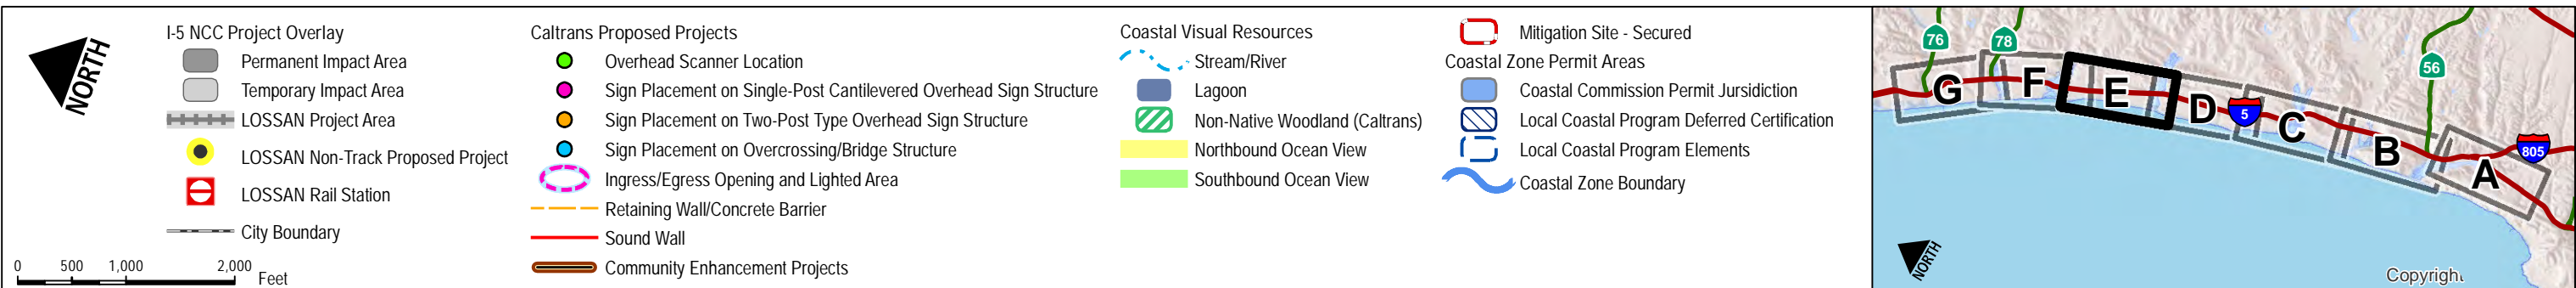 NORTH
I-5 NCC Project Overlay
Permanent Impact Area
Temporary Impact Area
LOSSAN Project Area
LOSSAN Non-Track Proposed Project
LOSSAN Rail Station
City Boundary
0 500 1,000 2,000
Feet
Caltrans Proposed Projects
Overhead Scanner Location
Sign Placement on Single-Post Cantilevered Overhead Sign Structure
Sign Placement on Two-Post Type Overhead Sign Structure
Sign Placement on Overcrossing/Bridge Structure
Ingress/Egress Opening and Lighted Area
Retaining Wall/Concrete Barrier
Sound Wall
Community Enhancement Projects
Coastal Visual Resources
Stream/River
Lagoon
Non-Native Woodland (Caltrans)
Northbound Ocean View
Southbound Ocean View
Mitigation Site - Secured
Coastal Zone Permit Areas
Coastal Commission Permit Jursidiction
Local Coastal Program Deferred Certification
Local Coastal Program Elements
Coastal Zone Boundary
76
78
56
5
805
G
F
E
D
C
B
A
NORTH
Copyright